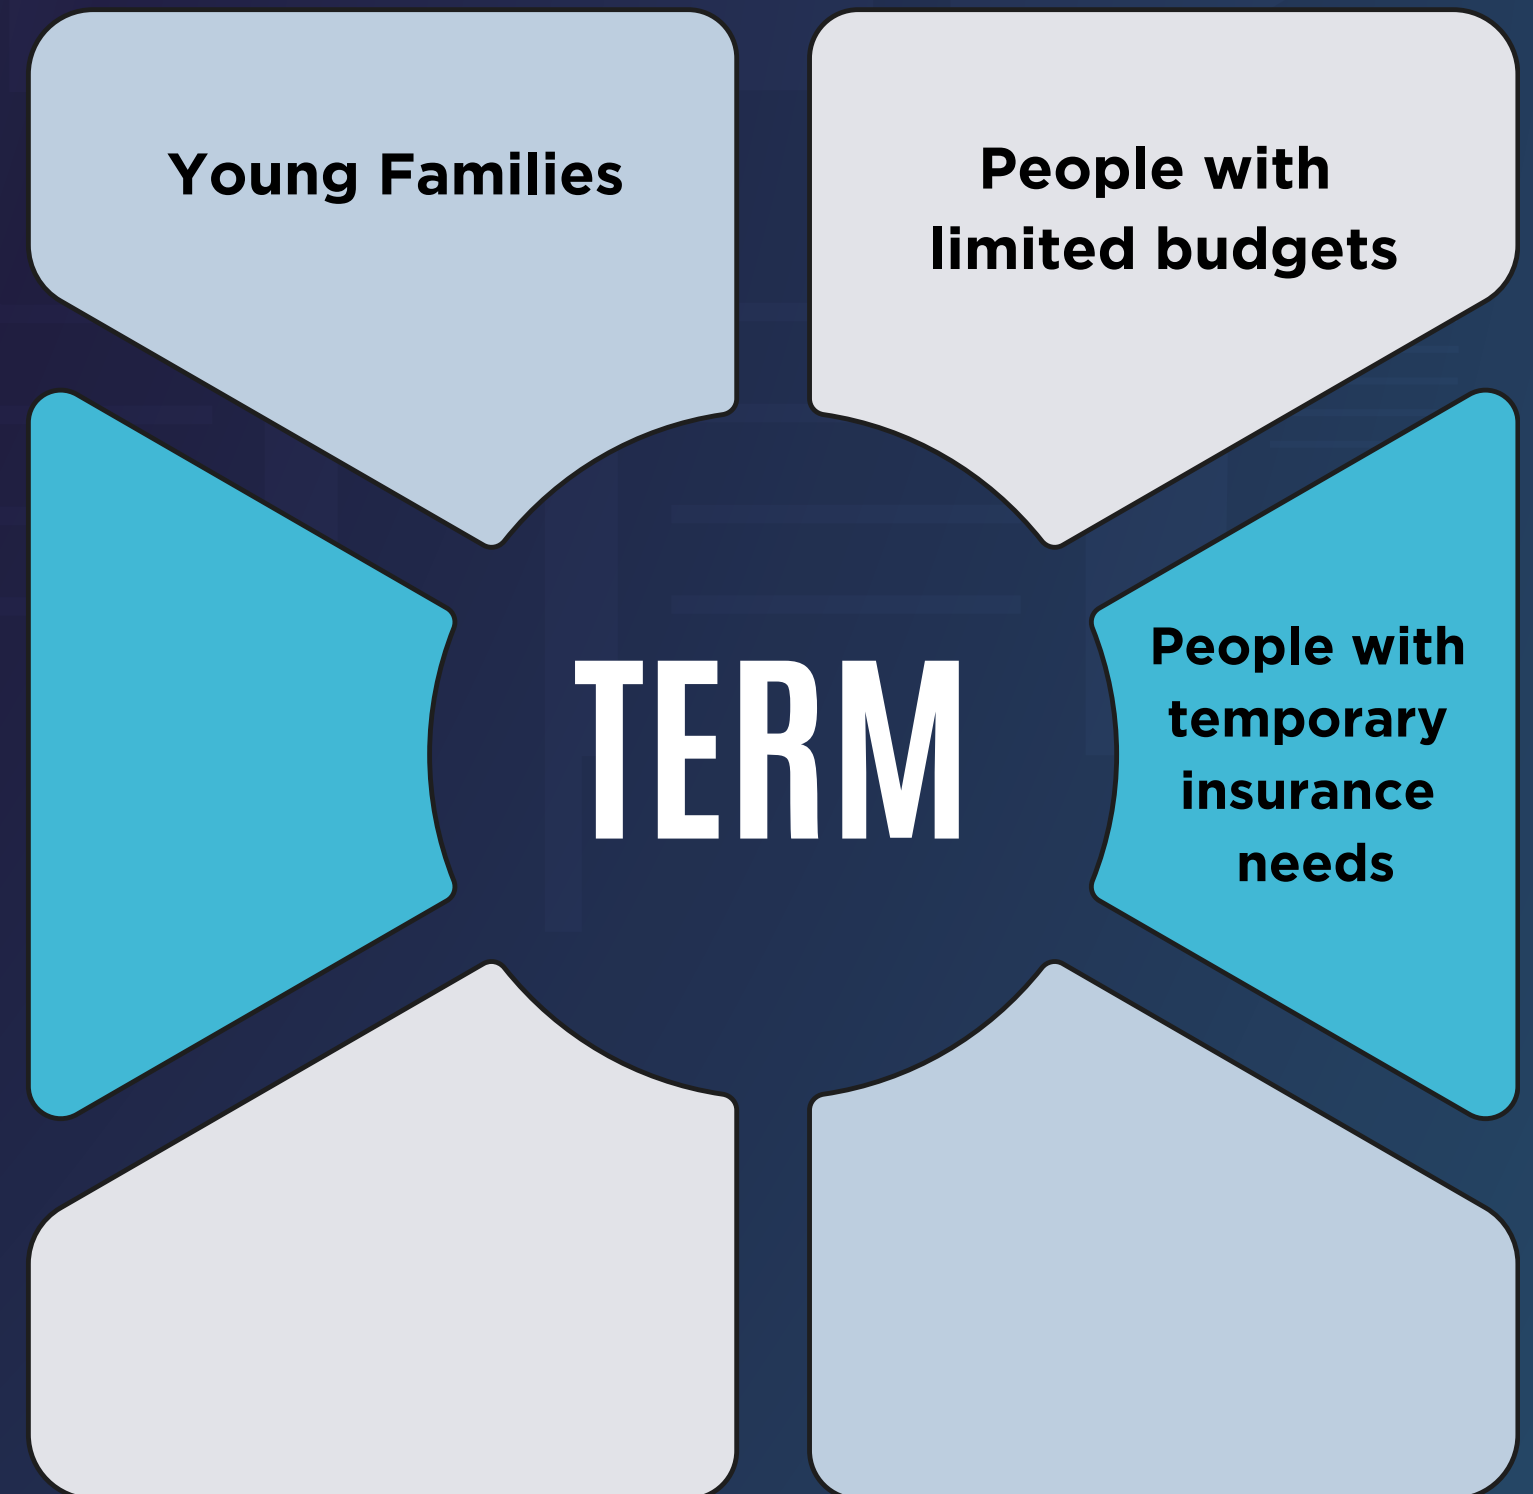 Young Families
People with
limited budgets
TERM
People with
temporary
insurance
needs